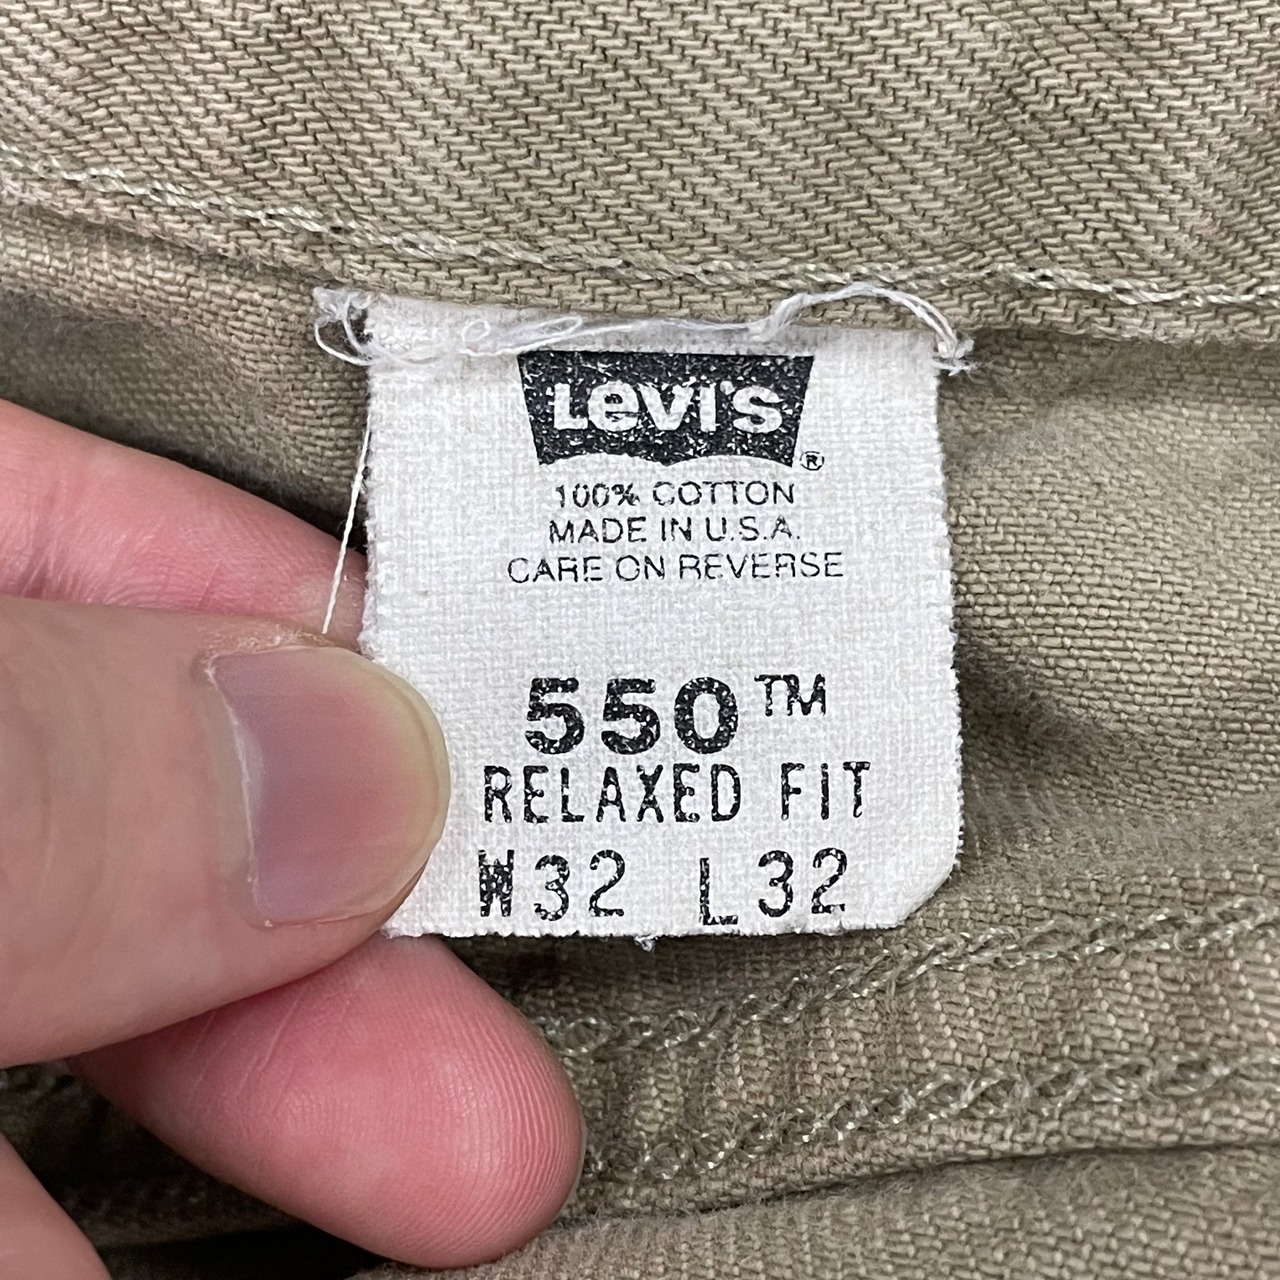 Levi's ®
100% COTTON
MADE IN U.S.A.
CARE ON REVERSE
550™
RELAXED FIT
W32 L32